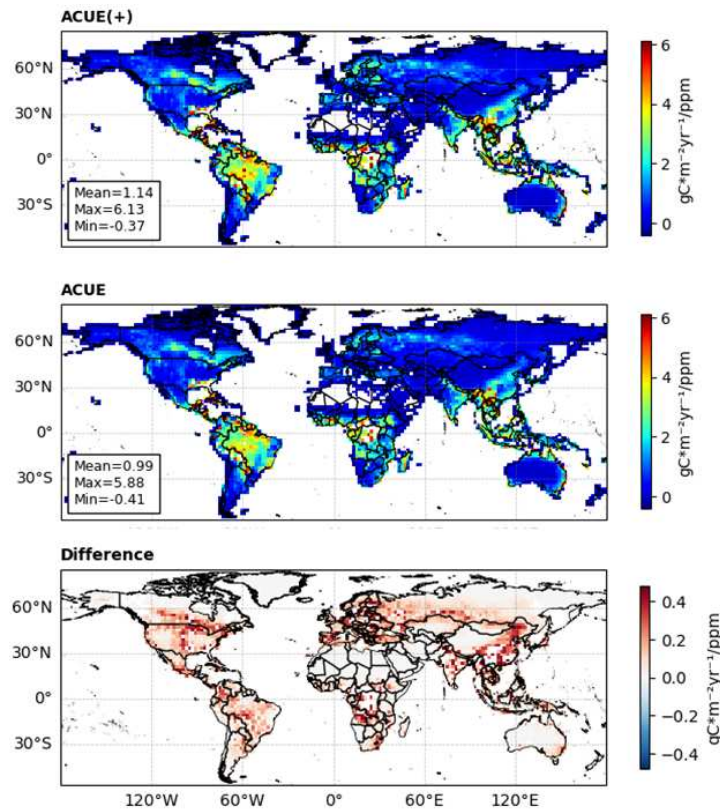 ACUE(+)
60°N
30°N
0°
30°S
Mean=1.14
Max=6.13
Min=-0.37
6
4
2
0
gC*m⁻²yr⁻¹/ppm
ACUE
60°N
30°N
0°
30°S
Mean=0.99
Max=5.88
Min=-0.41
6
4
2
0
gC*m⁻²yr⁻¹/ppm
Difference
60°N
30°N
0°
30°S
120°W
60°W
0°
60°E
120°E
0.4
0.2
0.0
−0.2
−0.4
gC*m⁻²yr⁻¹/ppm